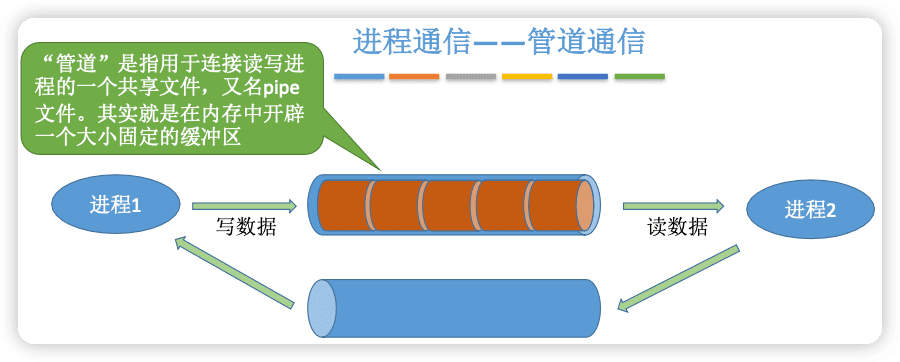 进程通信——管道通信
“管道”是指用于连接读写进
程的一个共享文件，又名pipe
文件。其实就是在内存中开辟
一个大小固定的缓冲区
进程1
写数据
读数据
进程2